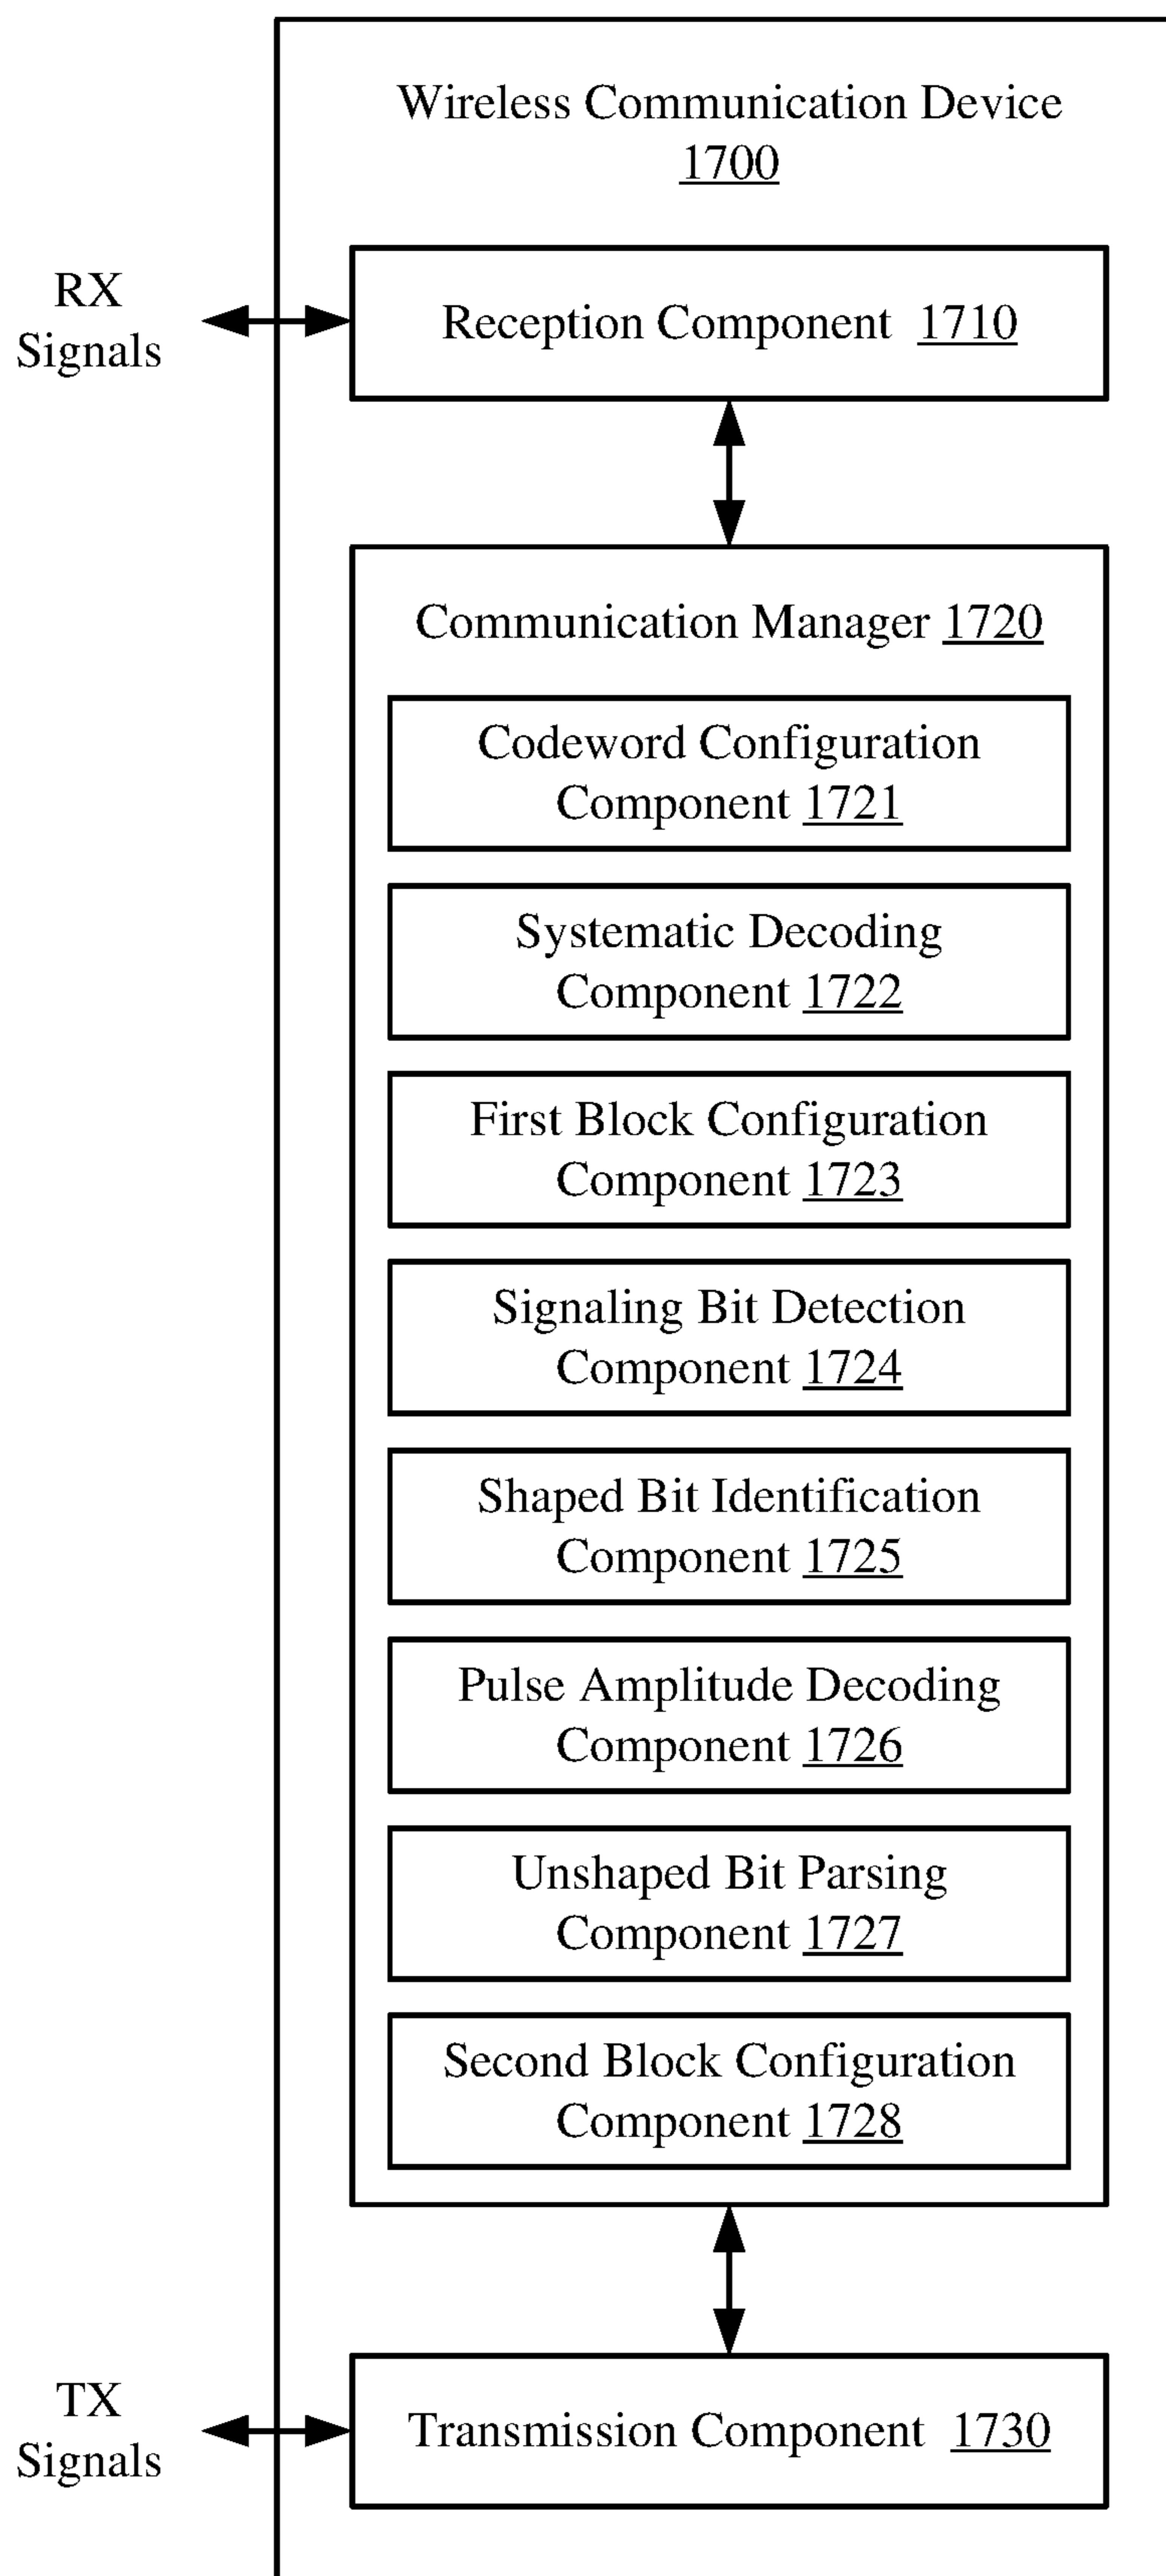 Wireless Communication Device
1700
RX
Signals
Reception Component 1710
Communication Manager 1720
Codeword Configuration
Component 1721
Systematic Decoding
Component 1722
First Block Configuration
Component 1723
Signaling Bit Detection
Component 1724
Shaped Bit Identification
Component 1725
Pulse Amplitude Decoding
Component 1726
Unshaped Bit Parsing
Component 1727
Second Block Configuration
Component 1728
TX
Signals
Transmission Component 1730